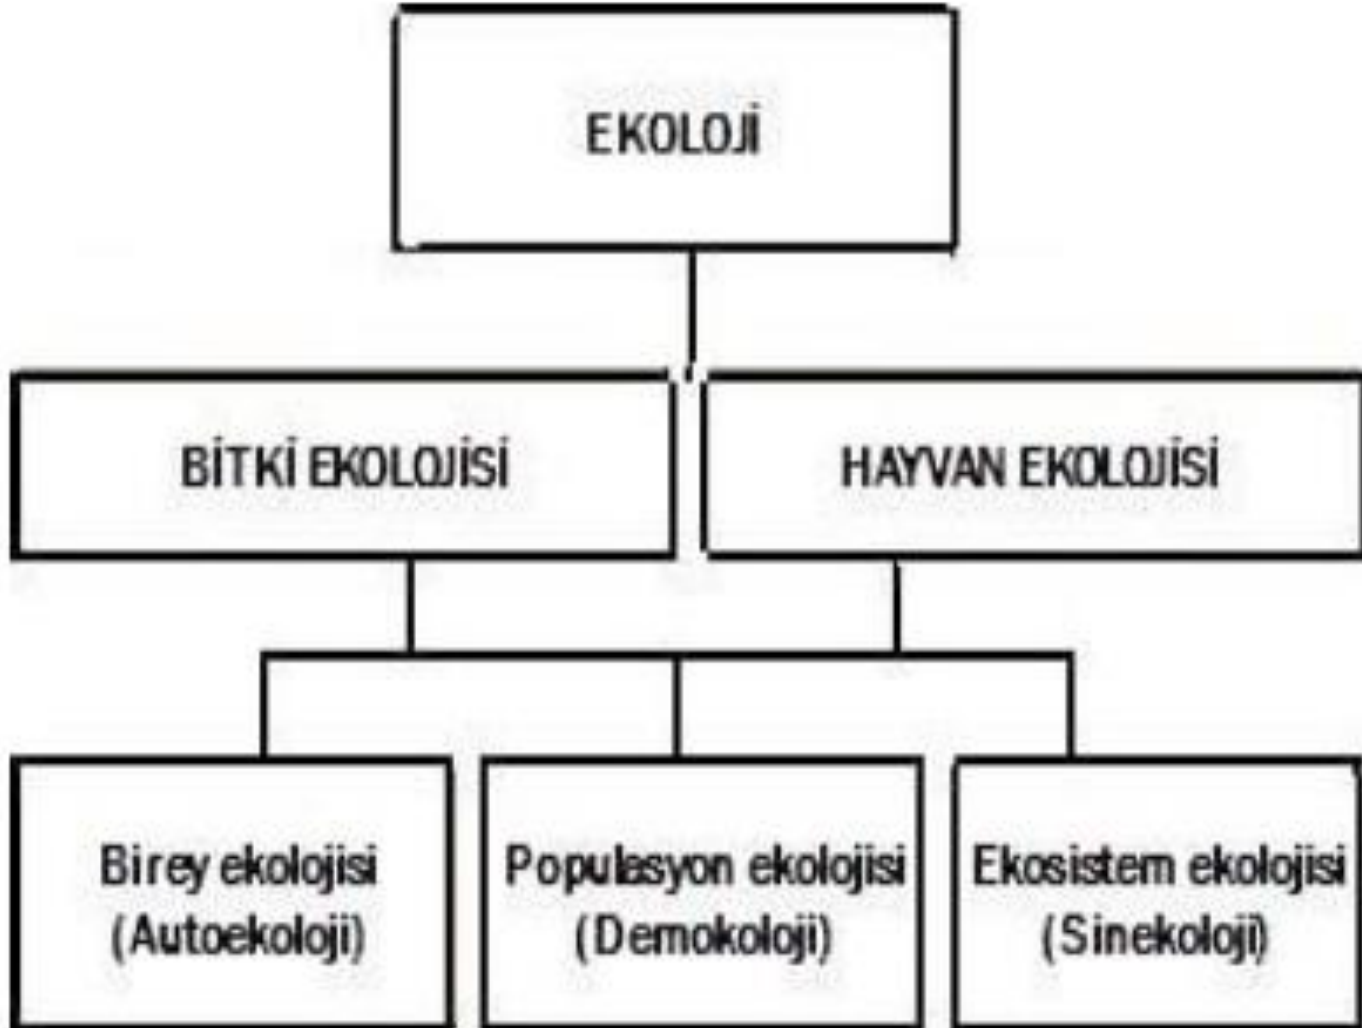 EKOLOJİ
BİTKİ EKOLOJİSİ
HAYVAN EKOLOJİSİ
Birey ekolojisi
(Autoekoloji)
Populasyon ekolojisi
(Demokoloji)
Ekosistem ekolojisi
(Sinekoloji)